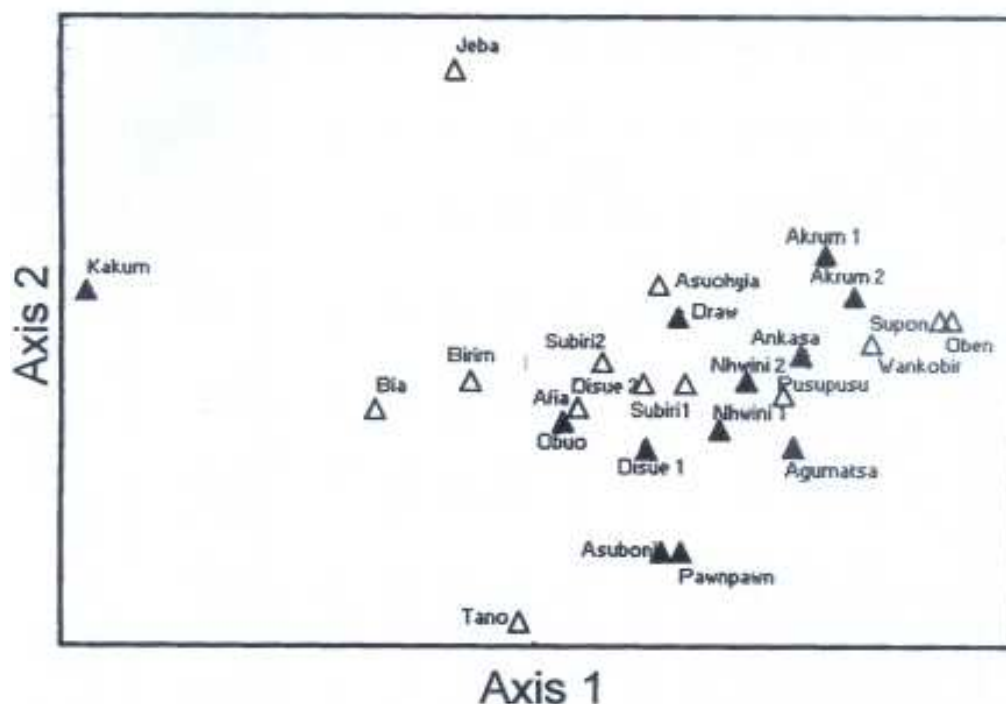 Jeba
Akrum 1
Kakum
Akrum 2
Asuohyia
Draw
Supon
Oben
Axis 2
Ankasa
Subiri2
Wankobir
Birim
Nhwini 2
Bia
Disue 2
Pusupusu
Afia
Subiri1
Nhwini 1
Obuo
Disue 1
Agumatsa
Asuboni
Pawnpawn
Tano
Axis 1